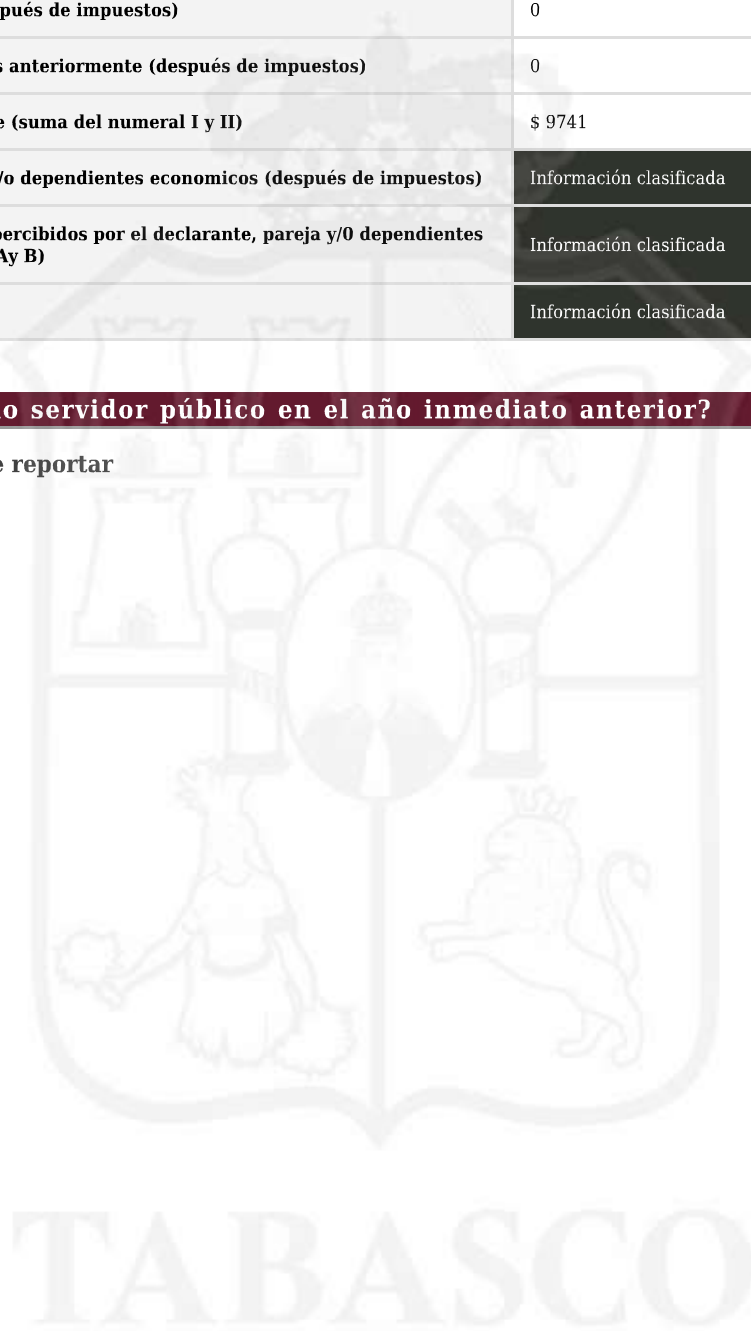 pués de impuestos) 0
s anteriormente (después de impuestos) 0
e (suma del numeral I y II) $ 9741
/o dependientes economicos (después de impuestos) Información clasificada
percibidos por el declarante, pareja y/0 dependientes
Ay B) Información clasificada
Información clasificada
o servidor público en el año inmediato anterior?
e reportar
TABASCO